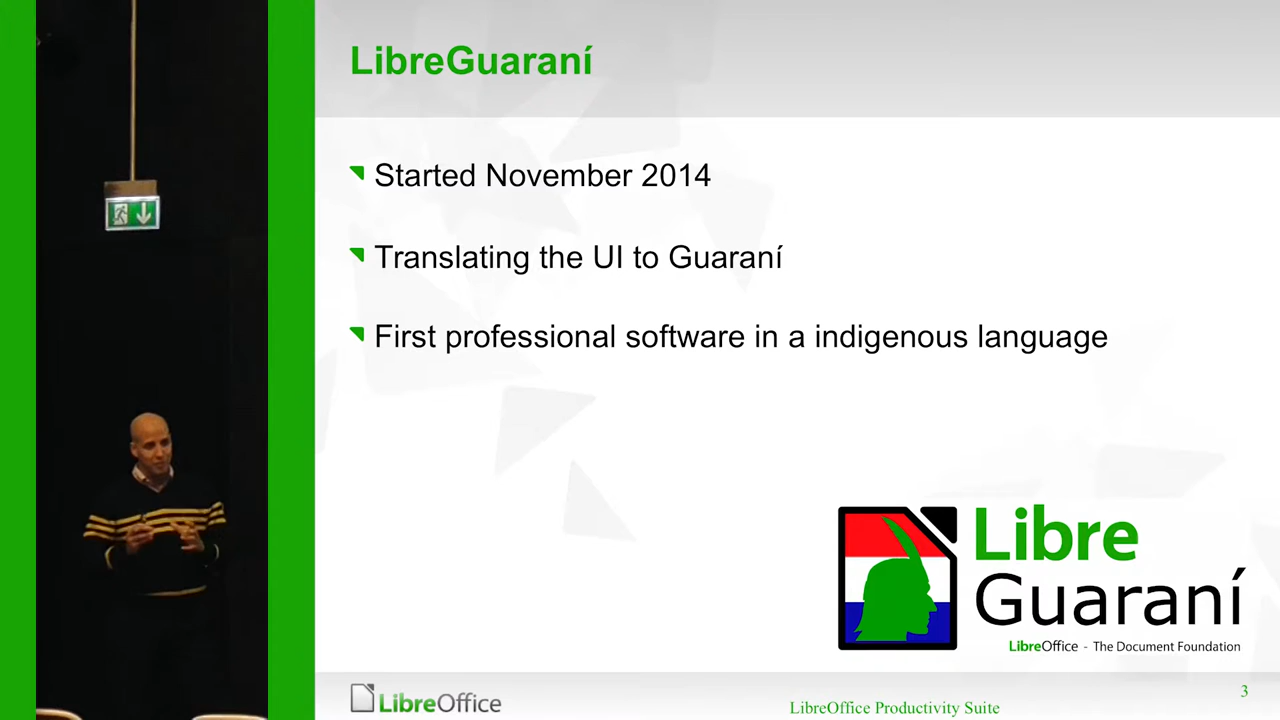 LibreGuaraní
Started November 2014
Translating the UI to Guaraní
First professional software in a indigenous language
Libre
Guaraní
LibreOffice - The Document Foundation
LibreOffice
LibreOffice Productivity Suite
3